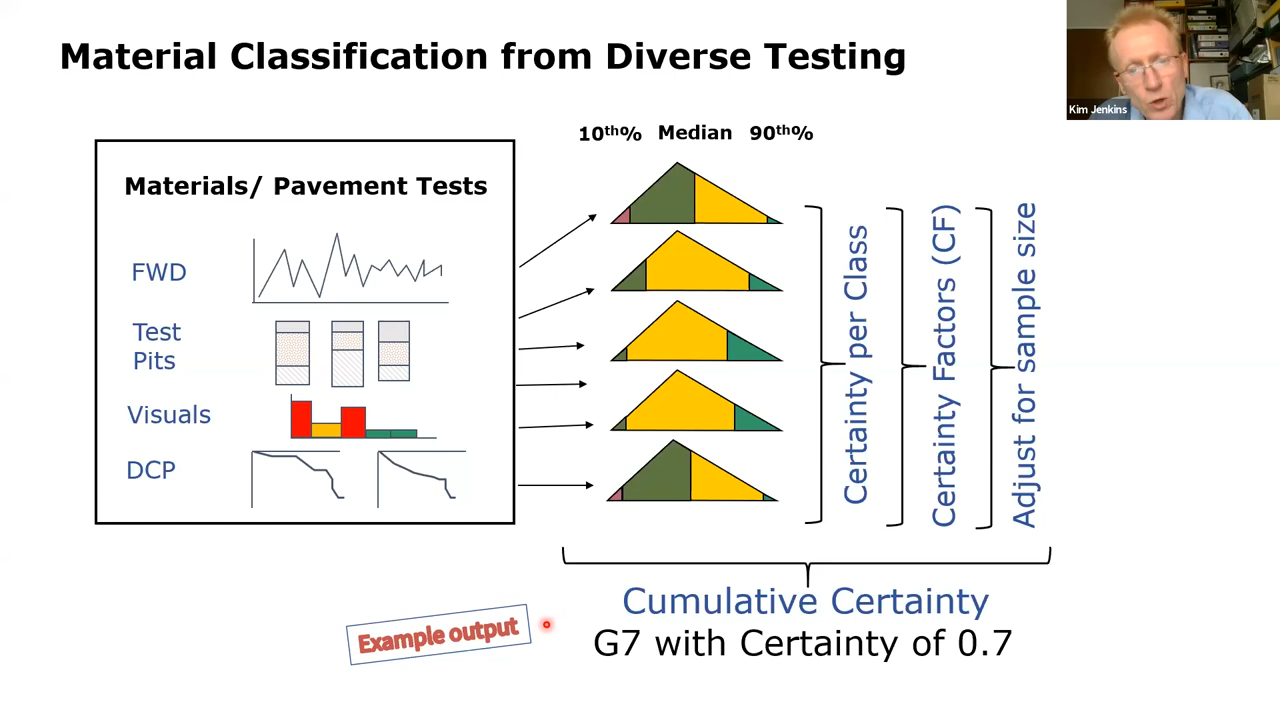 Material Classification from Diverse Testing
Kim Jenkins
10th% Median 90th%
Materials/ Pavement Tests
FWD
Test
Pits
Visuals
DCP
Certainty per Class
Certainty Factors (CF)
Adjust for sample size
Cumulative Certainty
G7 with Certainty of 0.7
Example output